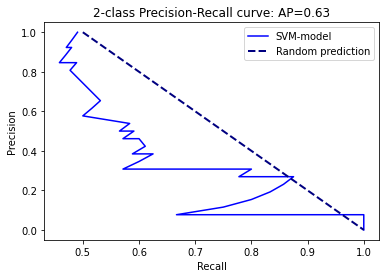 2-class Precision-Recall curve: AP=0.63
1.0
0.8
0.6
0.4
0.2
0.0
Precision
SVM-model
Random prediction
0.5 0.6 0.7 0.8 0.9 1.0
Recall